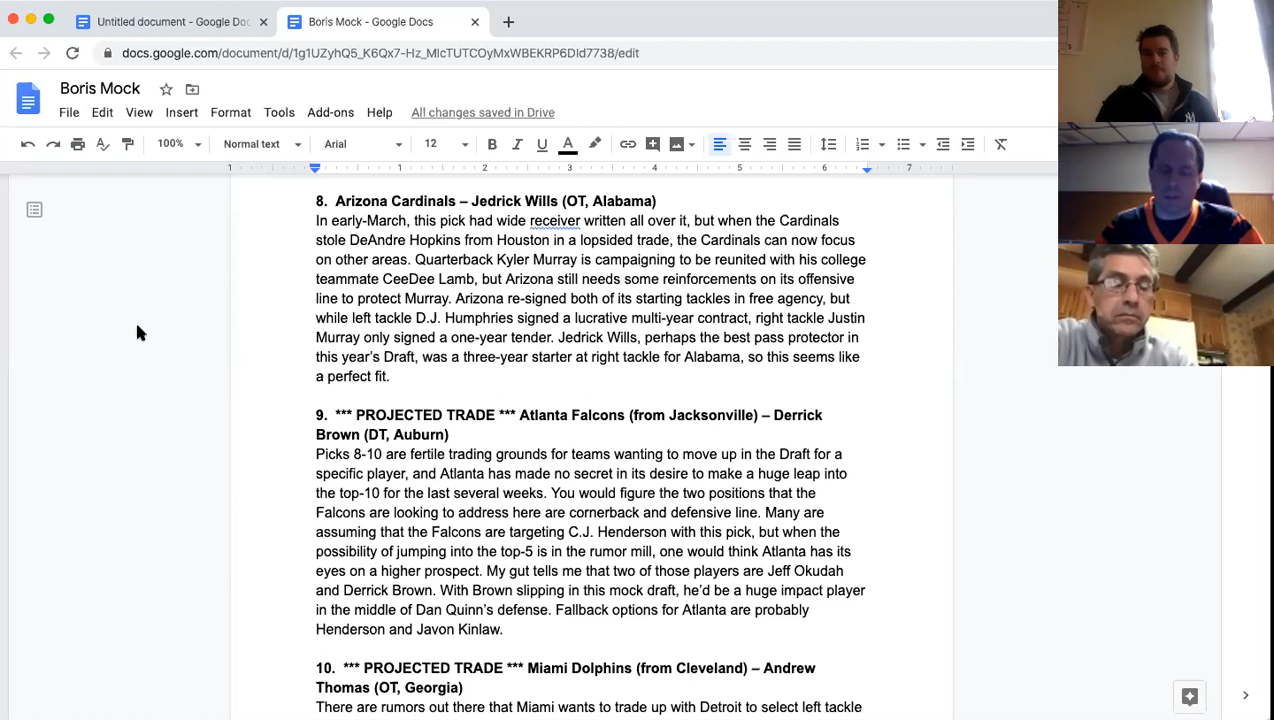 Untitled document - Google Doc
Boris Mock - Google Docs
docs.google.com/document/d/1g1UZyhQ5_K6Qx7-Hz_MIcTUTCOyMxWBEKRP6DId7738/edit
Boris Mock
File Edit View Insert Format Tools Add-ons Help All changes saved in Drive
100% Normal text Arial 12 B I U A
1 1 2 3 4 5 6 7
8. Arizona Cardinals – Jedrick Wills (OT, Alabama)
In early-March, this pick had wide receiver written all over it, but when the Cardinals
stole DeAndre Hopkins from Houston in a lopsided trade, the Cardinals can now focus
on other areas. Quarterback Kyler Murray is campaigning to be reunited with his college
teammate CeeDee Lamb, but Arizona still needs some reinforcements on its offensive
line to protect Murray. Arizona re-signed both of its starting tackles in free agency, but
while left tackle D.J. Humphries signed a lucrative multi-year contract, right tackle Justin
Murray only signed a one-year tender. Jedrick Wills, perhaps the best pass protector in
this year's Draft, was a three-year starter at right tackle for Alabama, so this seems like
a perfect fit.
9. *** PROJECTED TRADE *** Atlanta Falcons (from Jacksonville) – Derrick
Brown (DT, Auburn)
Picks 8-10 are fertile trading grounds for teams wanting to move up in the Draft for a
specific player, and Atlanta has made no secret in its desire to make a huge leap into
the top-10 for the last several weeks. You would figure the two positions that the
Falcons are looking to address here are cornerback and defensive line. Many are
assuming that the Falcons are targeting C.J. Henderson with this pick, but when the
possibility of jumping into the top-5 is in the rumor mill, one would think Atlanta has its
eyes on a higher prospect. My gut tells me that two of those players are Jeff Okudah
and Derrick Brown. With Brown slipping in this mock draft, he'd be a huge impact player
in the middle of Dan Quinn's defense. Fallback options for Atlanta are probably
Henderson and Javon Kinlaw.
10. *** PROJECTED TRADE *** Miami Dolphins (from Cleveland) – Andrew
Thomas (OT, Georgia)
There are rumors out there that Miami wants to trade up with Detroit to select left tackle